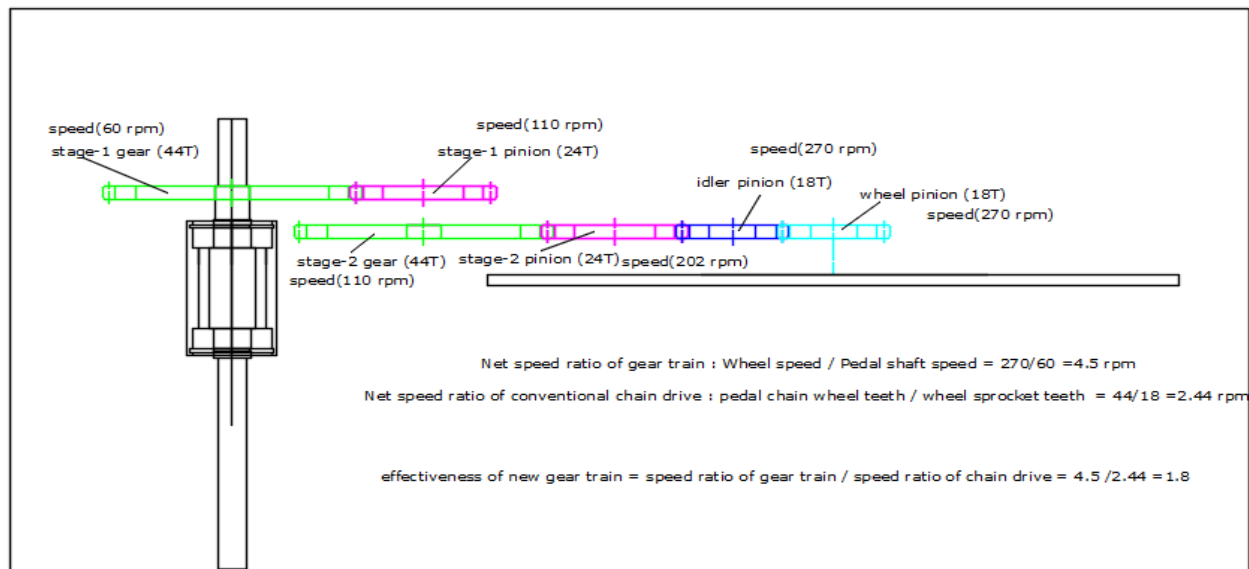 speed(60 rpm)
stage-1 gear (44T)
speed(110 rpm)
stage-1 pinion (24T)
speed(270 rpm)
idler pinion (18T)
wheel pinion (18T)
speed(270 rpm)
stage-2 gear (44T)
speed(110 rpm)
stage-2 pinion (24T)
speed(202 rpm)
Net speed ratio of gear train : Wheel speed / Pedal shaft speed = 270/60 =4.5 rpm
Net speed ratio of conventional chain drive : pedal chain wheel teeth / wheel sprocket teeth = 44/18 =2.44 rpm
effectiveness of new gear train = speed ratio of gear train / speed ratio of chain drive = 4.5 /2.44 =1.8